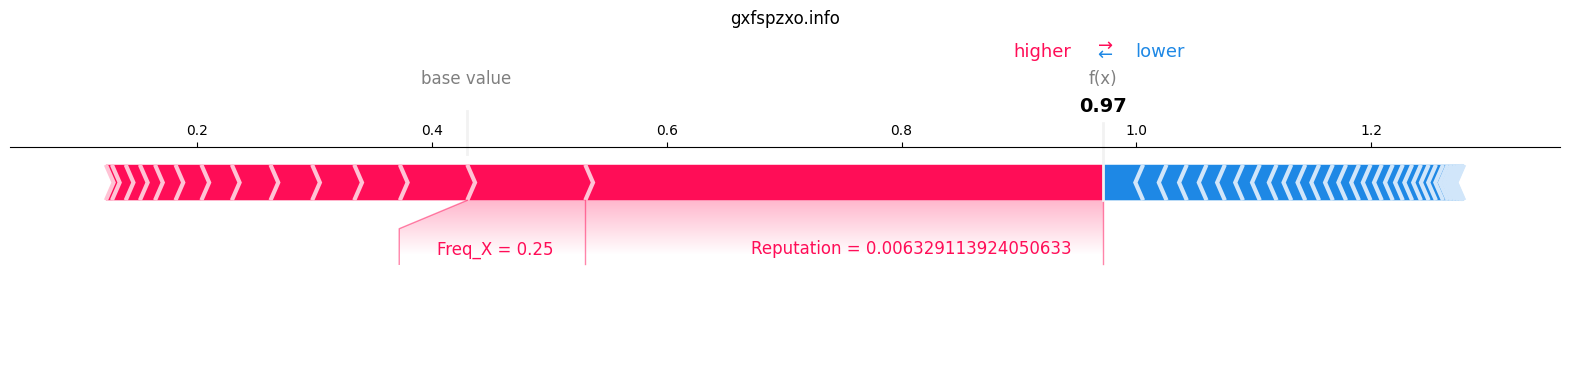 gxfspzxo.info
higher → ← lower
base value f(x)
0.97
0.2 0.4 0.6 0.8 1.0 1.2
Freq_X = 0.25 Reputation = 0.006329113924050633